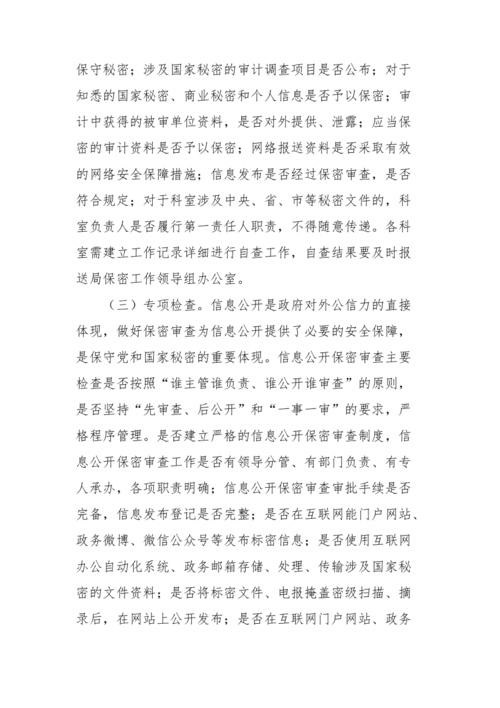 保守秘密；涉及国家秘密的审计调查项目是否公布；对于
知悉的国家秘密、商业秘密和个人信息是否予以保密；审
计中获得的被审单位资料，是否对外提供、泄露；应当保
密的审计资料是否予以保密；网络报送资料是否采取有效
的网络安全保障措施；信息发布是否经过保密审查，是否
符合规定；对于科室涉及中央、省、市等秘密文件的，科
室负责人是否履行第一责任人职责，不得随意传递。各科
室需建立工作记录详细进行自查工作，自查结果要及时报
送局保密工作领导组办公室。
（三）专项检查。信息公开是政府对外公信力的直接
体现，做好保密审查为信息公开提供了必要的安全保障，
是保守党和国家秘密的重要体现。信息公开保密审查主要
检查是否按照“谁主管谁负责、谁公开谁审查”的原则，
是否坚持“先审查、后公开”和“一事一审”的要求，严
格程序管理。是否建立严格的信息公开保密审查制度，信
息公开保密审查工作是否有领导分管、有部门负责、有专
人承办，各项职责明确；信息公开保密审查审批手续是否
完备，信息发布登记是否完整；是否在互联网能门户网站、
政务微博、微信公众号等发布标密信息；是否使用互联网
办公自动化系统、政务邮箱存储、处理、传输涉及国家秘
密的文件资料；是否将标密文件、电报掩盖密级扫描、摘
录后，在网站上公开发布；是否在互联网门户网站、政务